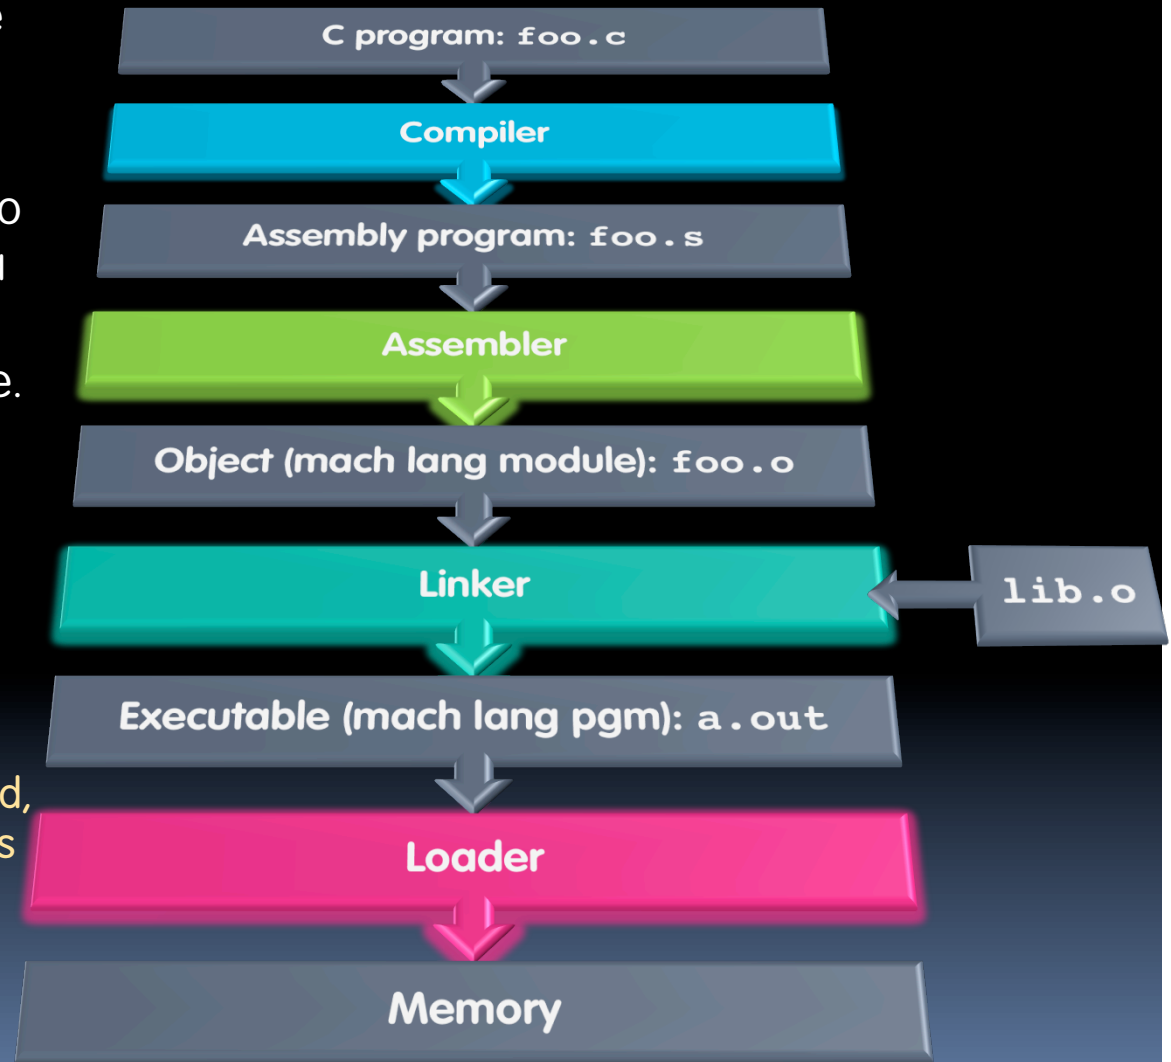 C program: foo.c
Compiler
Assembly program: foo.s
Assembler
e.
Object (mach lang module): foo.o
Linker
lib.o
Executable (mach lang pgm): a.out
d,
s
Loader
Memory